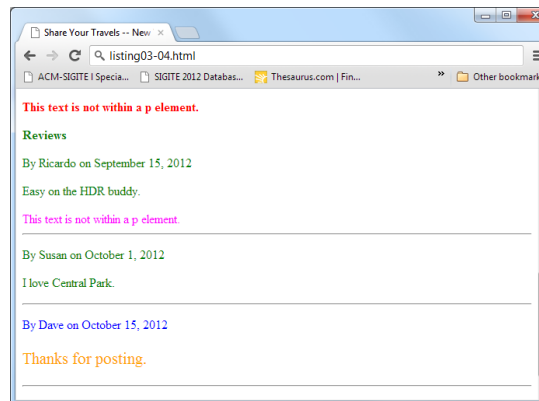 Share Your Travels -- New
listing03-04.html
ACM-SIGITE I Specia... SIGITE 2012 Databas... Thesaurus.com | Fin... » Other bookmark
This text is not within a p element.
Reviews
By Ricardo on September 15, 2012
Easy on the HDR buddy.
This text is not within a p element.
By Susan on October 1, 2012
I love Central Park.
By Dave on October 15, 2012
Thanks for posting.